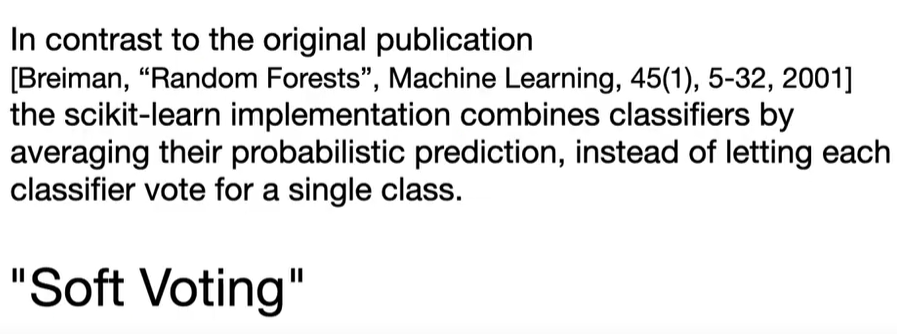 In contrast to the original publication
[Breiman, “Random Forests”, Machine Learning, 45(1), 5-32, 2001]
the scikit-learn implementation combines classifiers by
averaging their probabilistic prediction, instead of letting each
classifier vote for a single class.
"Soft Voting"